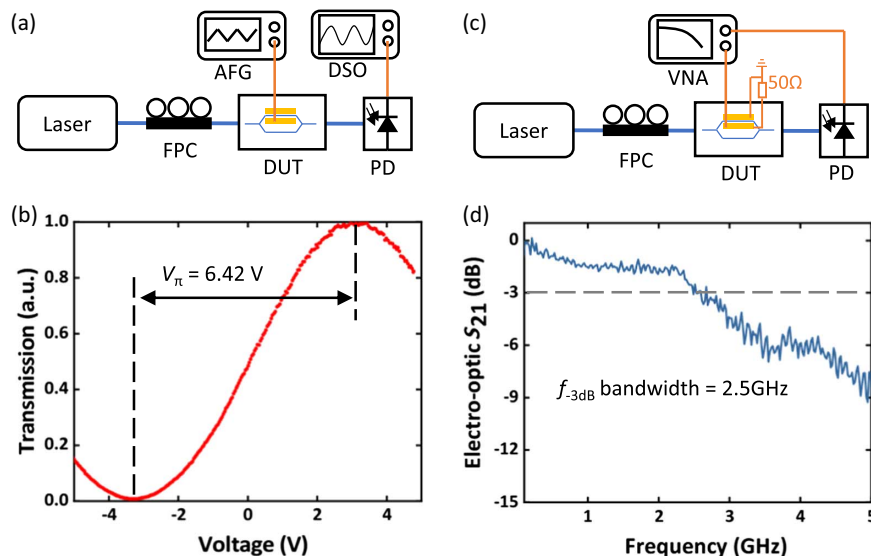 (a)
AFG
DSO
Laser
FPC
DUT
PD
(c)
VNA
50Ω
Laser
FPC
DUT
PD
(b)
Transmission (a.u.)
1.0
0.8
0.6
0.4
0.2
0.0
Vπ = 6.42 V
-4
-2
0
2
4
Voltage (V)
(d)
Electro-optic S21 (dB)
0
-3
-6
-9
-12
-15
f-3dB bandwidth = 2.5GHz
1
2
3
4
5
Frequency (GHz)